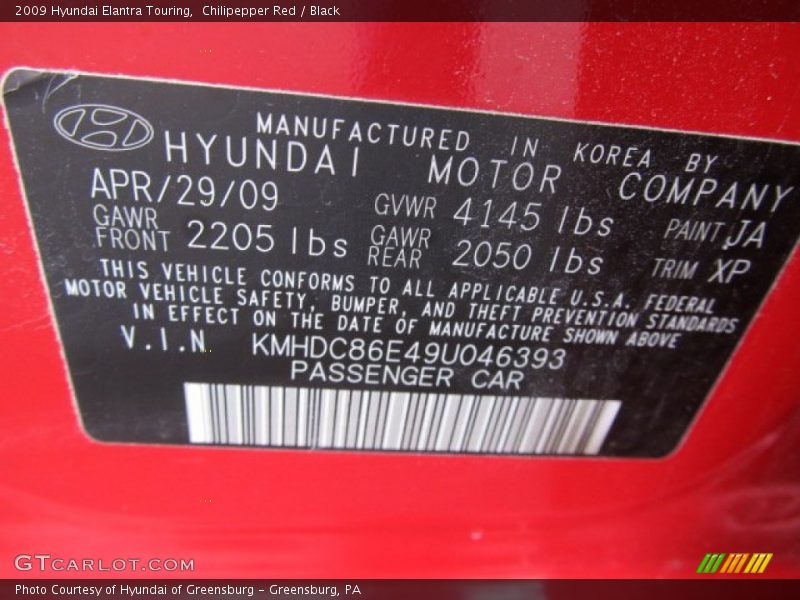 2009 Hyundai Elantra Touring,  Chilipepper Red / Black
MANUFACTURED IN KOREA BY
HYUNDAI MOTOR COMPANY
APR/29/09 GVWR 4145 lbs PAINT JA
GAWR FRONT 2205 lbs GAWR REAR 2050 lbs TRIM XP
THIS VEHICLE CONFORMS TO ALL APPLICABLE U.S.A. FEDERAL
MOTOR VEHICLE SAFETY, BUMPER, AND THEFT PREVENTION STANDARDS
IN EFFECT ON THE DATE OF MANUFACTURE SHOWN ABOVE
V.I.N KMHDC86E49U046393
PASSENGER CAR
GTCARLOT.COM
Photo Courtesy of Hyundai of Greensburg - Greensburg, PA